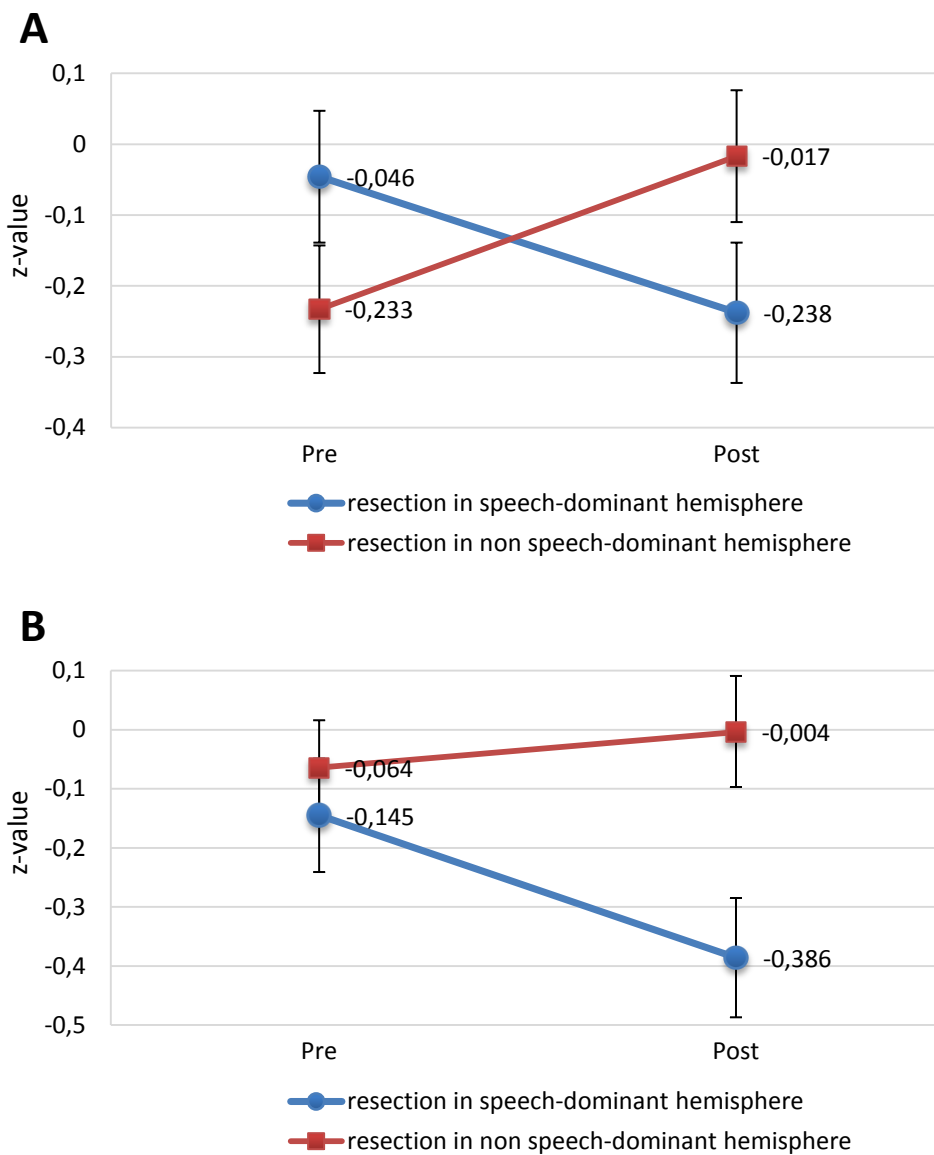 A
0,1
0
-0,046
-0,017
-0,1
z-value
-0,2
-0,233
-0,238
-0,3
-0,4
Pre Post
resection in speech-dominant hemisphere
resection in non speech-dominant hemisphere
B
0,1
0
-0,004
-0,064
-0,1
-0,145
z-value
-0,2
-0,3
-0,386
-0,4
-0,5
Pre Post
resection in speech-dominant hemisphere
resection in non speech-dominant hemisphere